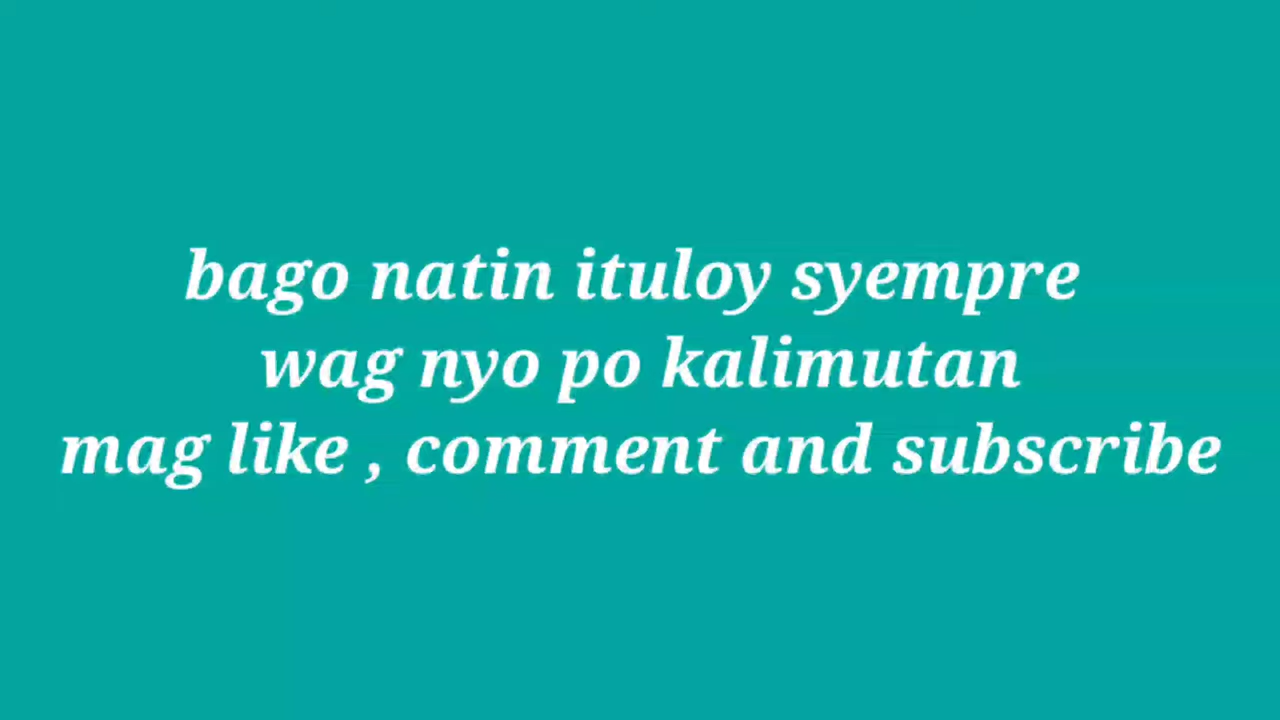 bago natin ituloy syempre
wag nyo po kalimutan
mag like , comment and subscribe